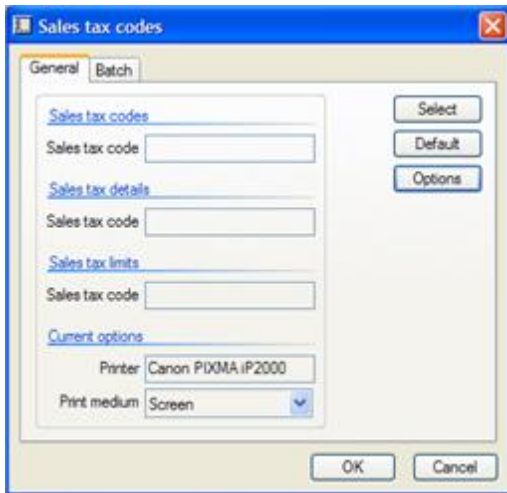 Sales tax codes
General Batch
Sales tax codes
Sales tax code
Sales tax details
Sales tax code
Sales tax limits
Sales tax code
Current options
Printer Canon PIXMA iP2000
Print medium Screen
Select
Default
Options
OK Cancel